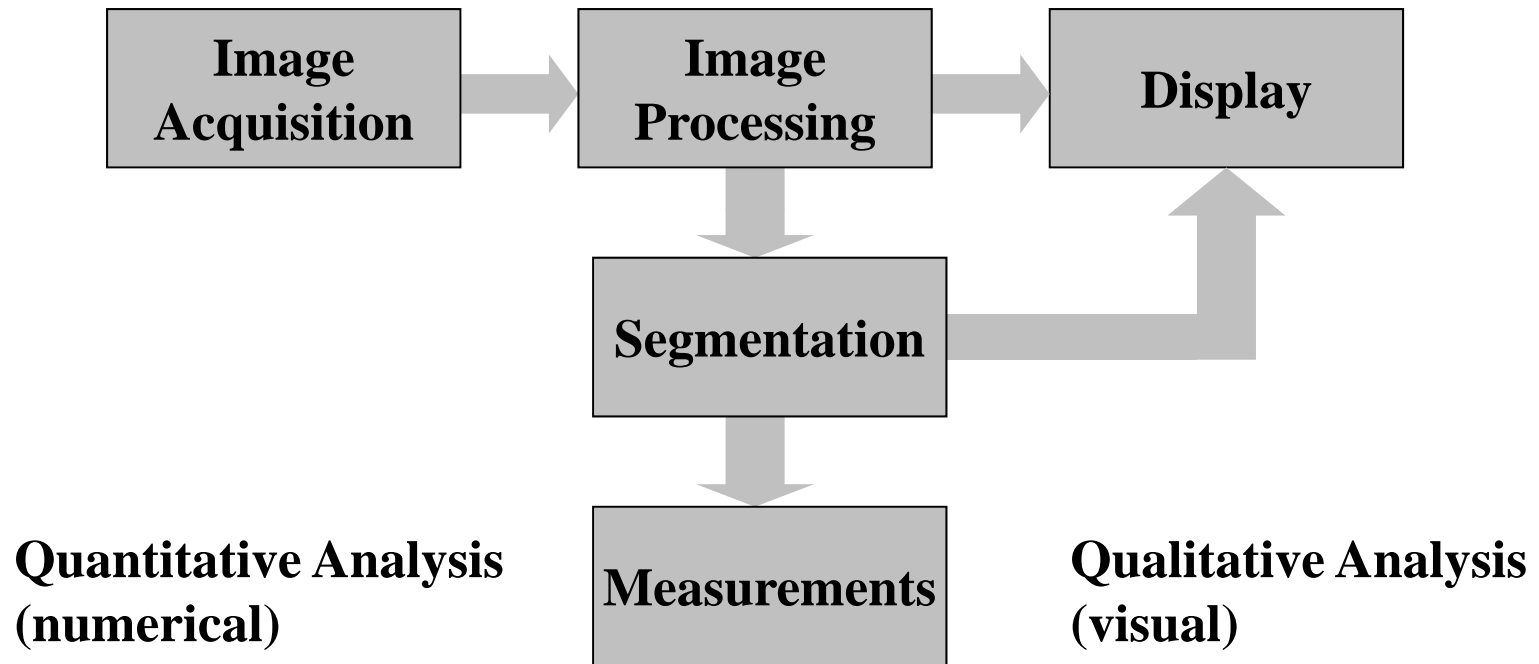 Image
Acquisition
Image
Processing
Display
Segmentation
Measurements
Quantitative Analysis
(numerical)
Qualitative Analysis
(visual)